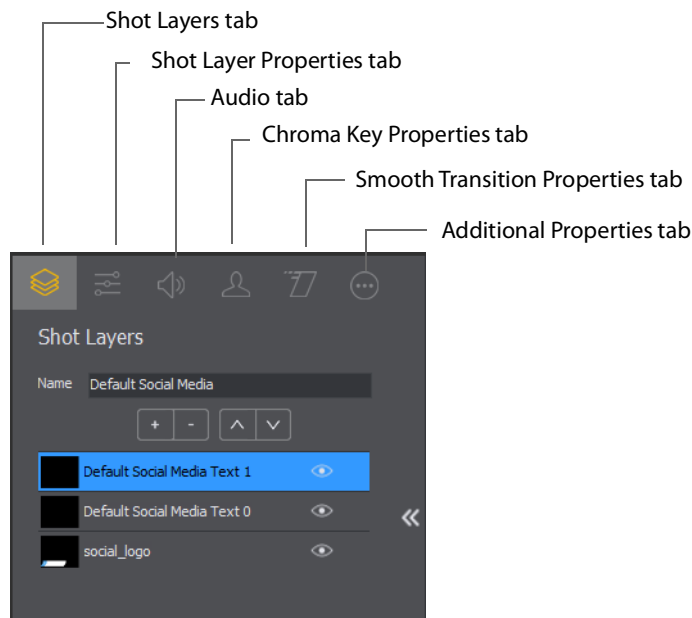 Shot Layers tab
Shot Layer Properties tab
Audio tab
Chroma Key Properties tab
Smooth Transition Properties tab
Additional Properties tab
Shot Layers
Name Default Social Media
+ -
Default Social Media Text 1
Default Social Media Text 0
social_logo